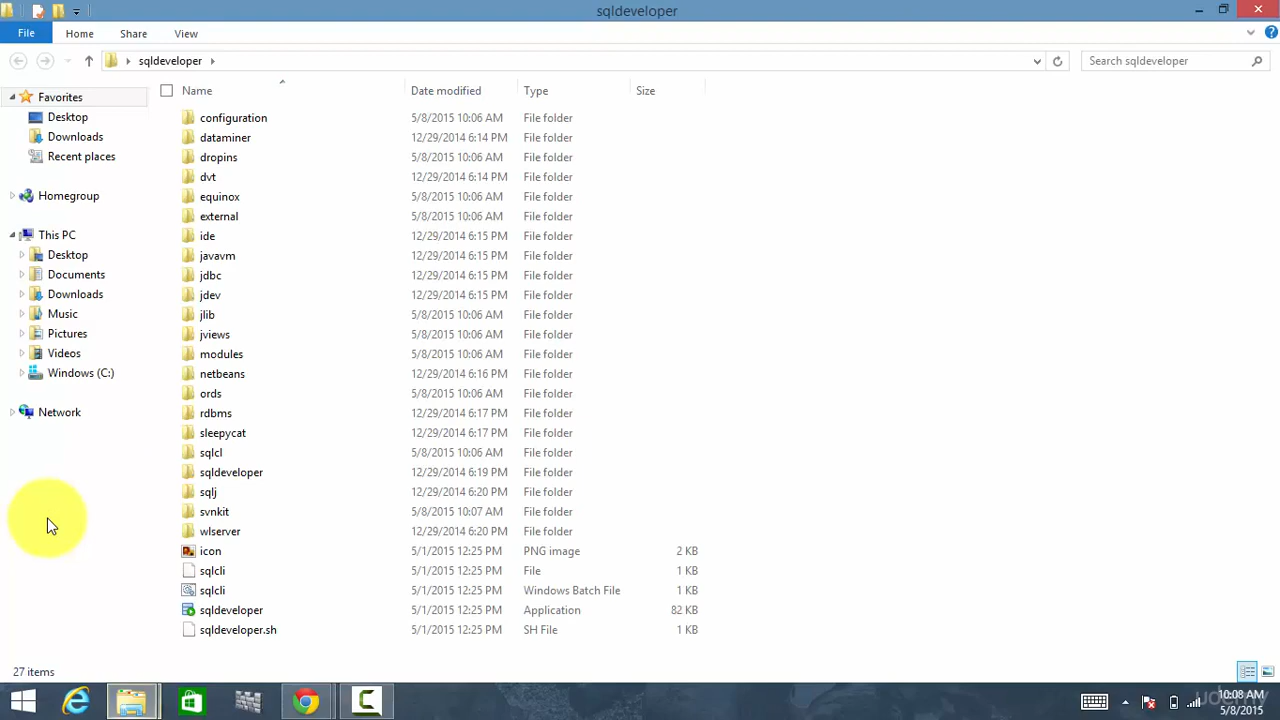 sqldeveloper
File Home Share View
sqldeveloper
Search sqldeveloper
Name Date modified Type Size
Favorites
Desktop
Downloads
Recent places
Homegroup
This PC
Desktop
Documents
Downloads
Music
Pictures
Videos
Windows (C:)
Network
configuration 5/8/2015 10:06 AM File folder
dataminer 12/29/2014 6:14 PM File folder
dropins 5/8/2015 10:06 AM File folder
dvt 12/29/2014 6:14 PM File folder
equinox 5/8/2015 10:06 AM File folder
external 5/8/2015 10:06 AM File folder
ide 12/29/2014 6:15 PM File folder
javavm 12/29/2014 6:15 PM File folder
jdbc 12/29/2014 6:15 PM File folder
jdev 12/29/2014 6:15 PM File folder
jlib 5/8/2015 10:06 AM File folder
jviews 5/8/2015 10:06 AM File folder
modules 5/8/2015 10:06 AM File folder
netbeans 12/29/2014 6:16 PM File folder
ords 5/8/2015 10:06 AM File folder
rdbms 12/29/2014 6:17 PM File folder
sleepycat 12/29/2014 6:17 PM File folder
sqlcl 5/8/2015 10:06 AM File folder
sqldeveloper 12/29/2014 6:19 PM File folder
sqlj 12/29/2014 6:20 PM File folder
svnkit 5/8/2015 10:07 AM File folder
wlserver 12/29/2014 6:20 PM File folder
icon 5/1/2015 12:25 PM PNG image 2 KB
sqlcli 5/1/2015 12:25 PM File 1 KB
sqlcli 5/1/2015 12:25 PM Windows Batch File 1 KB
sqldeveloper 5/1/2015 12:25 PM Application 82 KB
sqldeveloper.sh 5/1/2015 12:25 PM SH File 1 KB
27 items
10:08 AM
5/8/2015
udemy